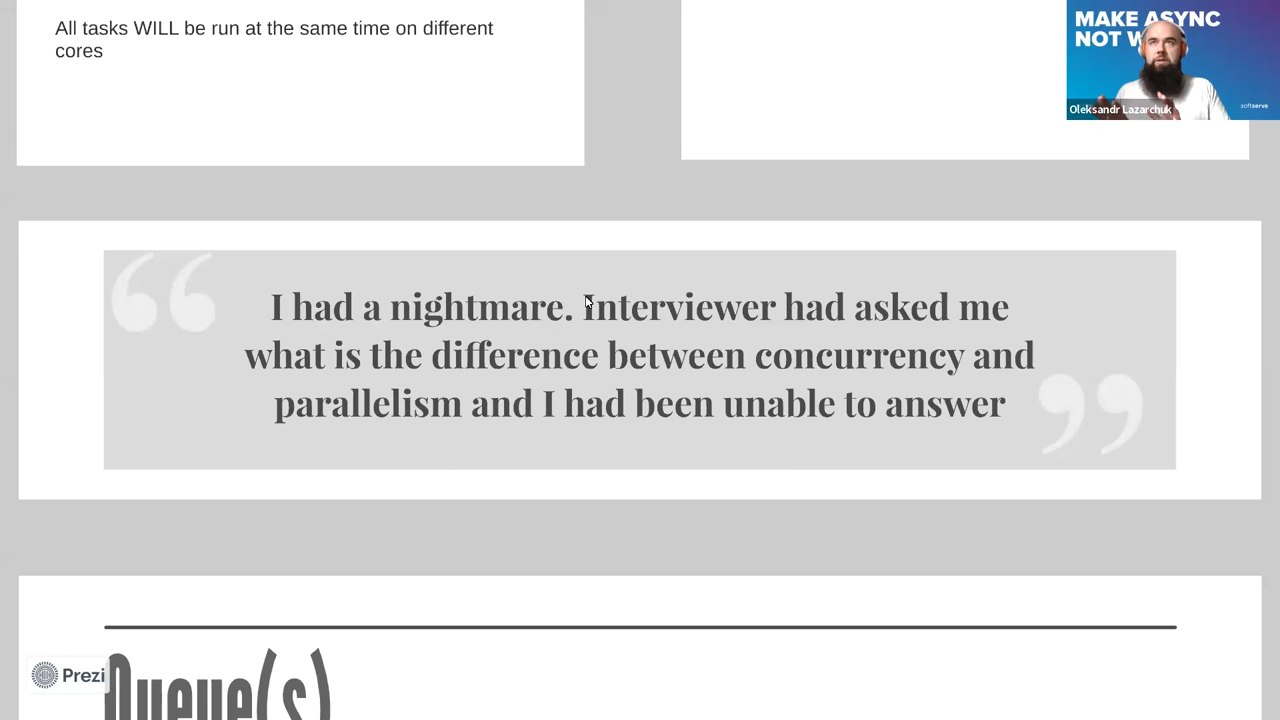 All tasks WILL be run at the same time on different
cores
MAKE ASYNC
NOT W
Oleksandr Lazarchuk
softserve
“I had a nightmare. Interviewer had asked me
what is the difference between concurrency and
parallelism and I had been unable to answer”
Queue(s)
Prezi